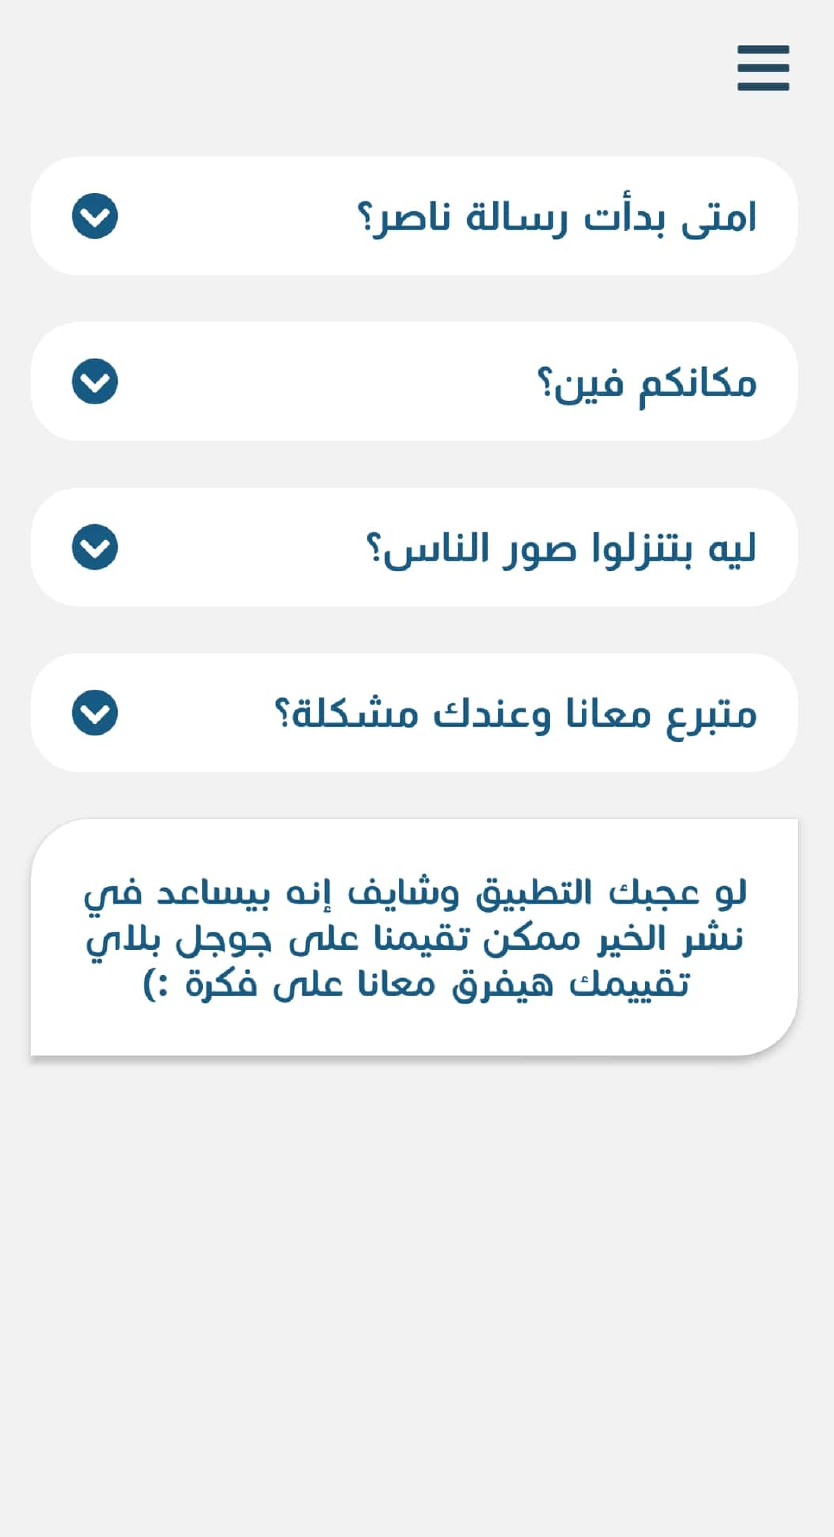 امتى بدأت رسالة ناصر؟
مكانكم فين؟
ليه بتنزلوا صور الناس؟
متبرع معانا وعندك مشكلة؟
لو عجبك التطبيق وشايف إنه بيساعد في
نشر الخير ممكن تقيمنا على جوجل بلاي
تقييمك هيفرق معانا على فكرة :)